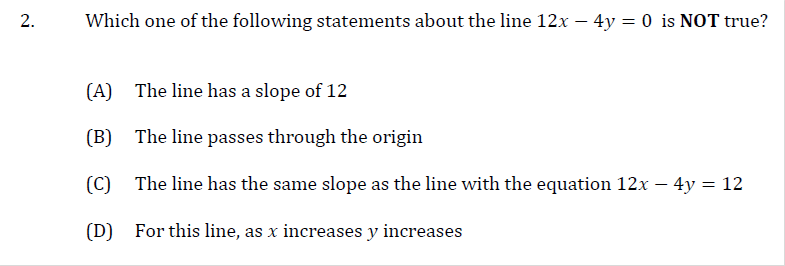 2. Which one of the following statements about the line 12x − 4y = 0 is NOT true?
(A) The line has a slope of 12
(B) The line passes through the origin
(C) The line has the same slope as the line with the equation 12x − 4y = 12
(D) For this line, as x increases y increases